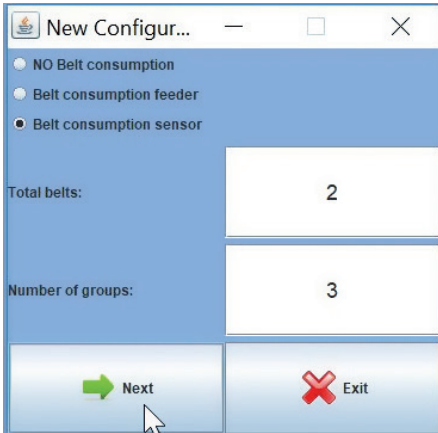 New Configur...
NO Belt consumption
Belt consumption feeder
Belt consumption sensor
Total belts: 2
Number of groups: 3
Next Exit